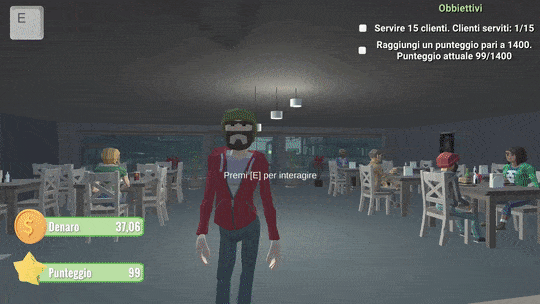 E
Obbiettivi
Servire 15 clienti. Clienti serviti: 1/15
Raggiungi un punteggio pari a 1400.
Punteggio attuale 99/1400
Premi [E] per interagire
Denaro 37,06
Punteggio 99